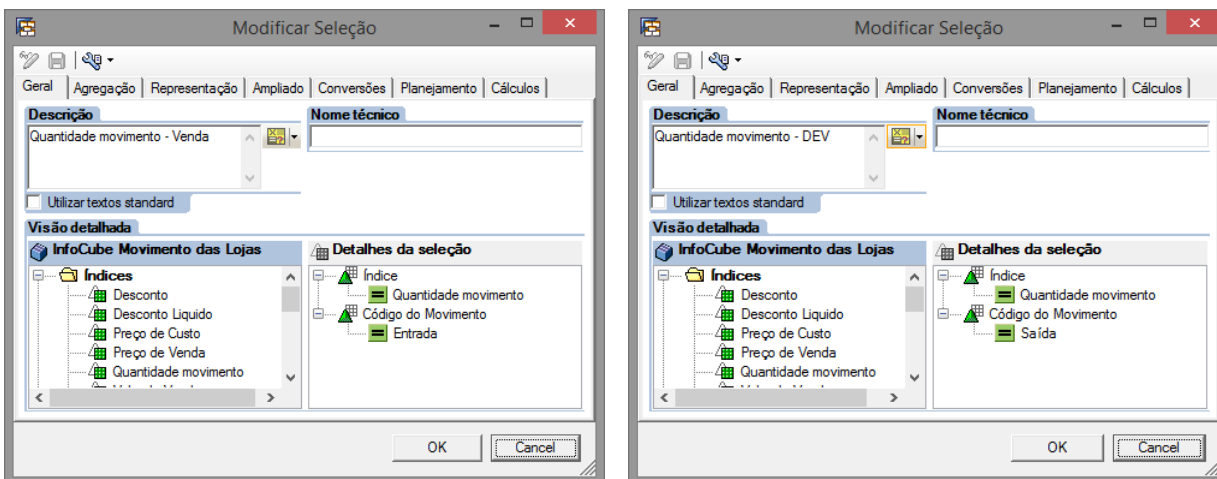 Modificar Seleção
Geral Agregação Representação Ampliado Conversões Planejamento Cálculos
Descrição Nome técnico
Quantidade movimento - Venda
Utilizar textos standard
Visão detalhada
InfoCube Movimento das Lojas Detalhes da seleção
Índices Índice
Desconto Quantidade movimento
Desconto Liquido Código do Movimento
Preço de Custo Entrada
Preço de Venda
Quantidade movimento
OK Cancel
Modificar Seleção
Geral Agregação Representação Ampliado Conversões Planejamento Cálculos
Descrição Nome técnico
Quantidade movimento - DEV
Utilizar textos standard
Visão detalhada
InfoCube Movimento das Lojas Detalhes da seleção
Índices Índice
Desconto Quantidade movimento
Desconto Liquido Código do Movimento
Preço de Custo Saída
Preço de Venda
Quantidade movimento
OK Cancel